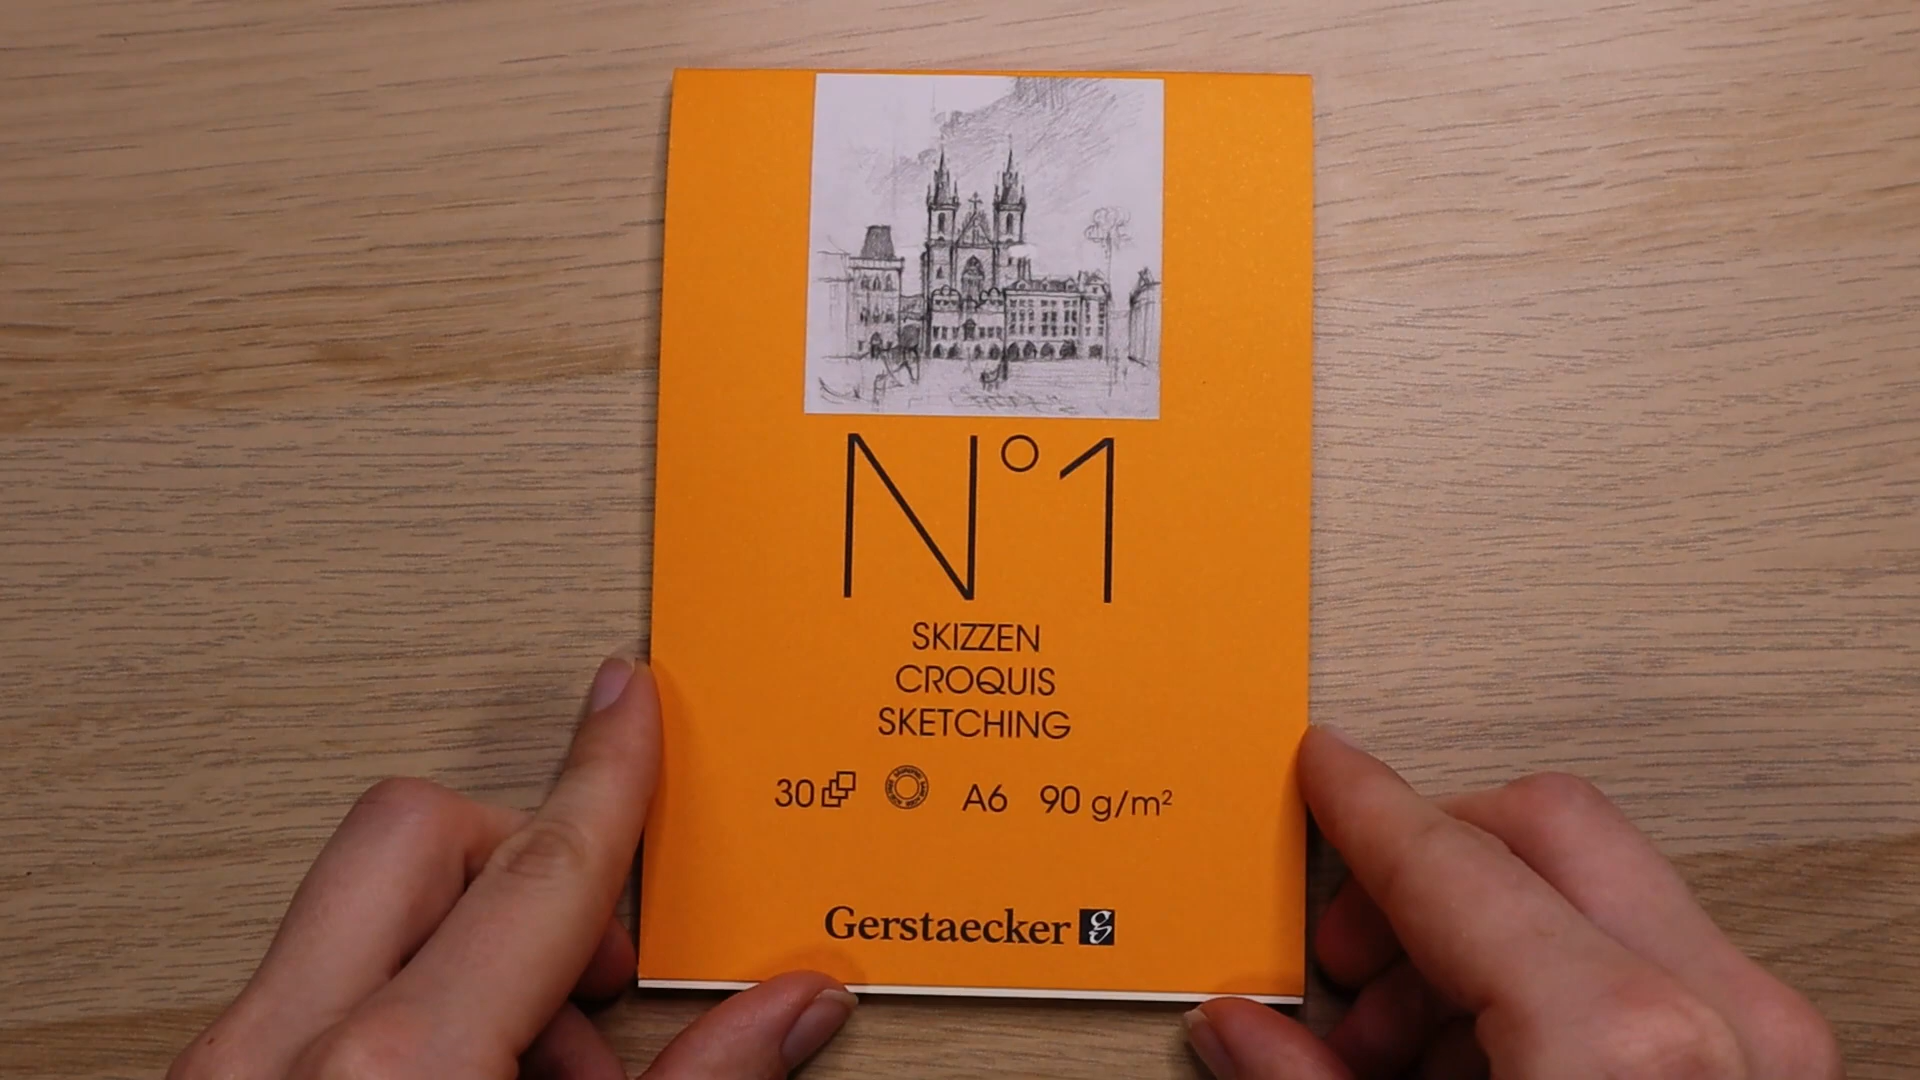 N°1
SKIZZEN
CROQUIS
SKETCHING
30 A6 90 g/m²
Gerstaecker g